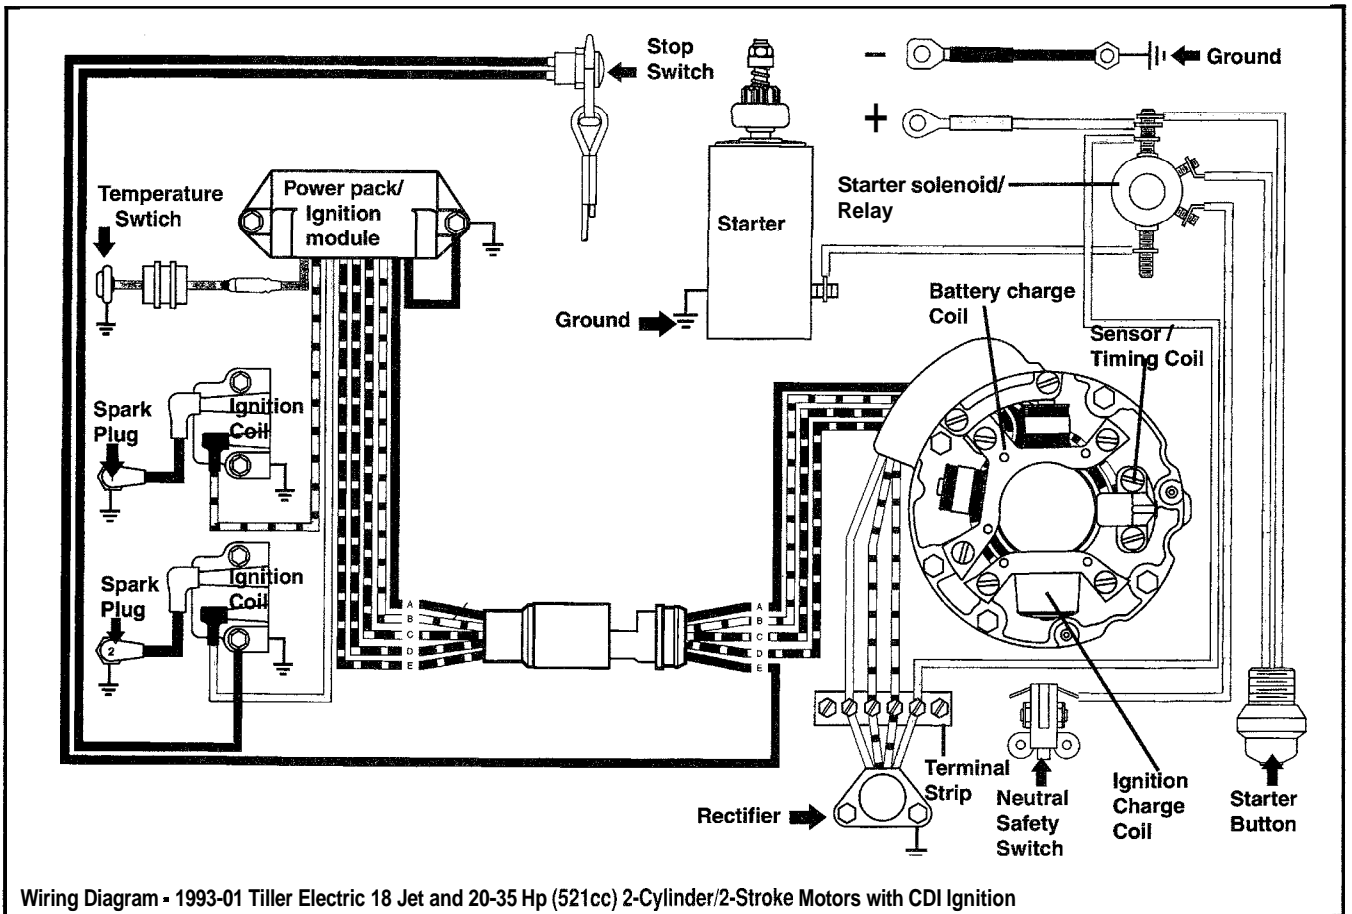 Stop
Switch
-
Ground
+
Temperature
Swtich
Power pack/
Ignition
module
Starter
Starter solenoid/
Relay
Ground
Battery charge
Coil
Sensor /
Timing Coil
Spark
Plug
Ignition
Coil
Spark
Plug
2
Ignition
Coil
A
B
C
D
E
A
B
C
D
E
Terminal
Strip
Rectifier
Neutral
Safety
Switch
Ignition
Charge
Coil
Starter
Button
Wiring Diagram - 1993-01 Tiller Electric 18 Jet and 20-35 Hp (521cc) 2-Cylinder/2-Stroke Motors with CDI Ignition